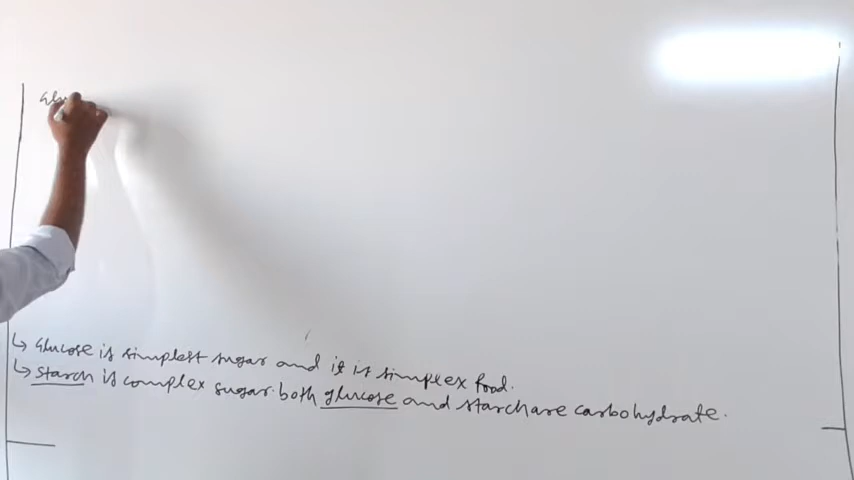 Glu
↳ Glucose is simplest sugar and it is simplex food.
↳ starch is complex sugar. both glucose and starch are carbohydrate.